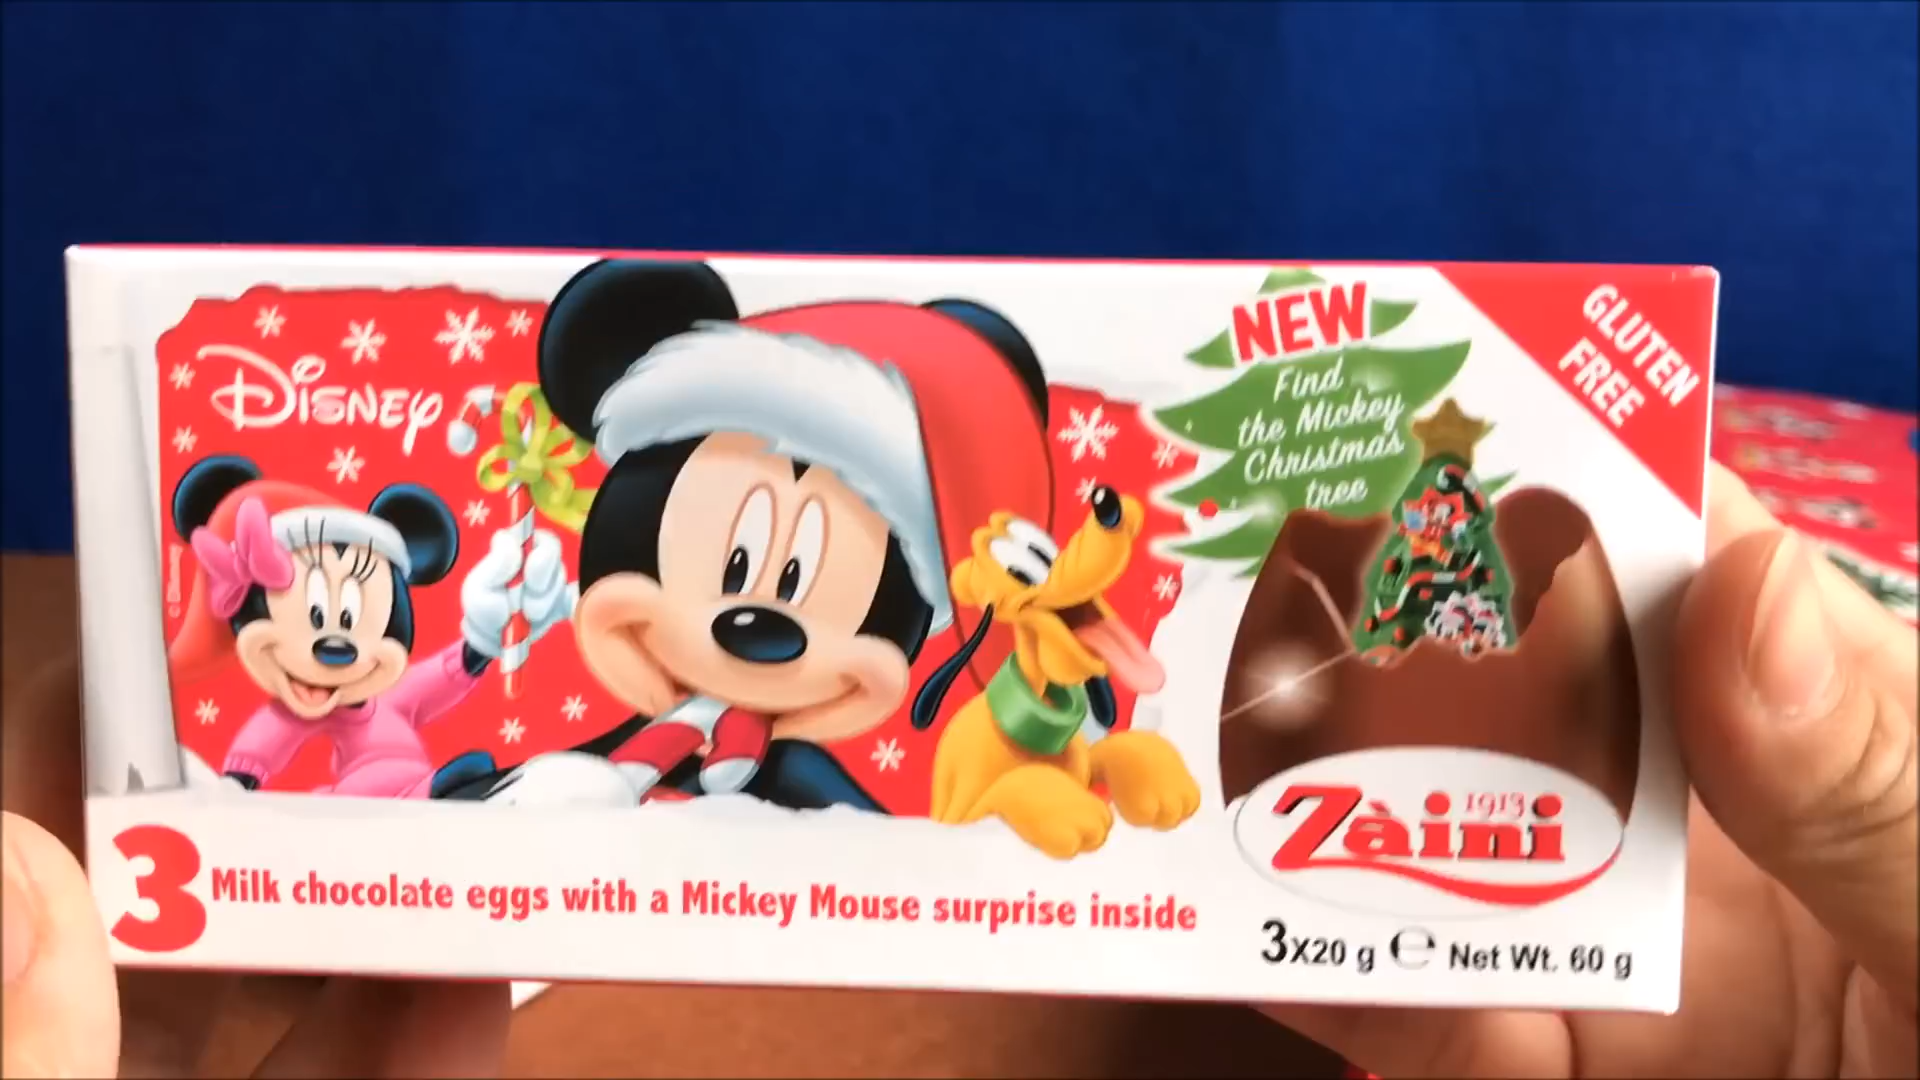 Disney
© Disney
NEW
Find
the Mickey
Christmas
tree
GLUTEN
FREE
1913
Zàini
3 Milk chocolate eggs with a Mickey Mouse surprise inside
3x20 g ℮ Net Wt. 60 g